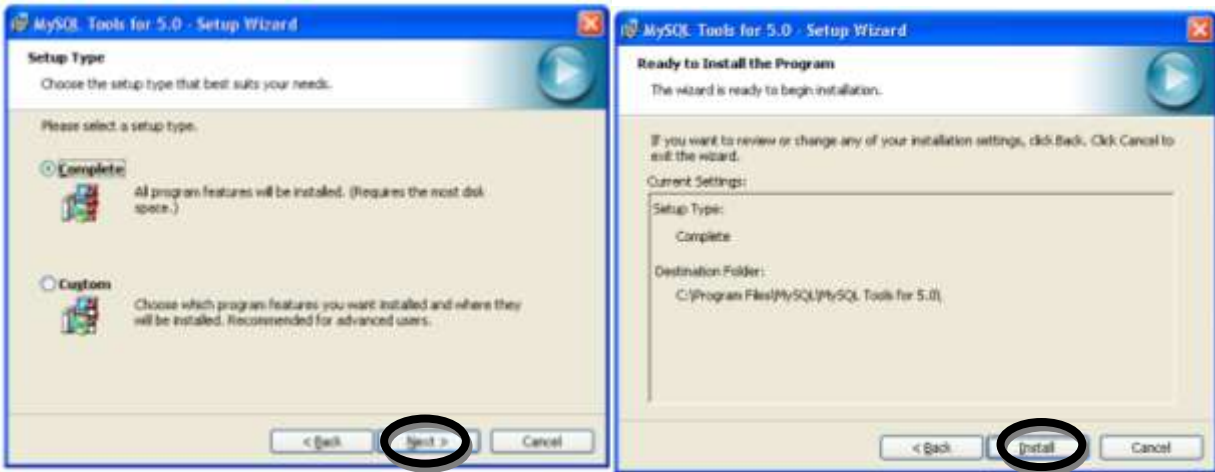 MySQL Tools for 5.0 - Setup Wizard
Setup Type
Choose the setup type that best suits your needs.
Please select a setup type.
Complete
All program features will be installed. (Requires the most disk
space.)
Custom
Choose which program features you want installed and where they
will be installed. Recommended for advanced users.
< Back
Next >
Cancel
MySQL Tools for 5.0 - Setup Wizard
Ready to Install the Program
The wizard is ready to begin installation.
If you want to review or change any of your installation settings, click Back. Click Cancel to
exit the wizard.
Current Settings:
Setup Type:
Complete
Destination Folder:
C:\Program Files\MySQL\MySQL Tools for 5.0\
< Back
Install
Cancel